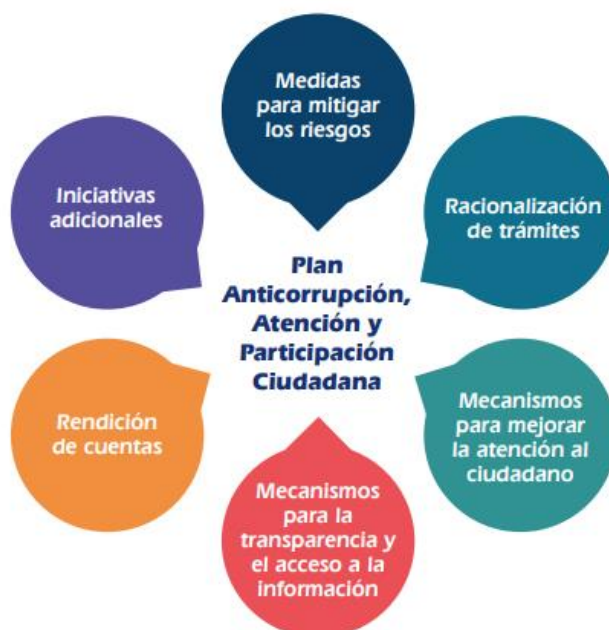 Medidas
para mitigar
los riesgos
Iniciativas
adicionales
Racionalización
de trámites
Plan
Anticorrupción,
Atención y
Participación
Ciudadana
Rendición
de cuentas
Mecanismos
para mejorar
la atención al
ciudadano
Mecanismos
para la
transparencia y
el acceso a la
información